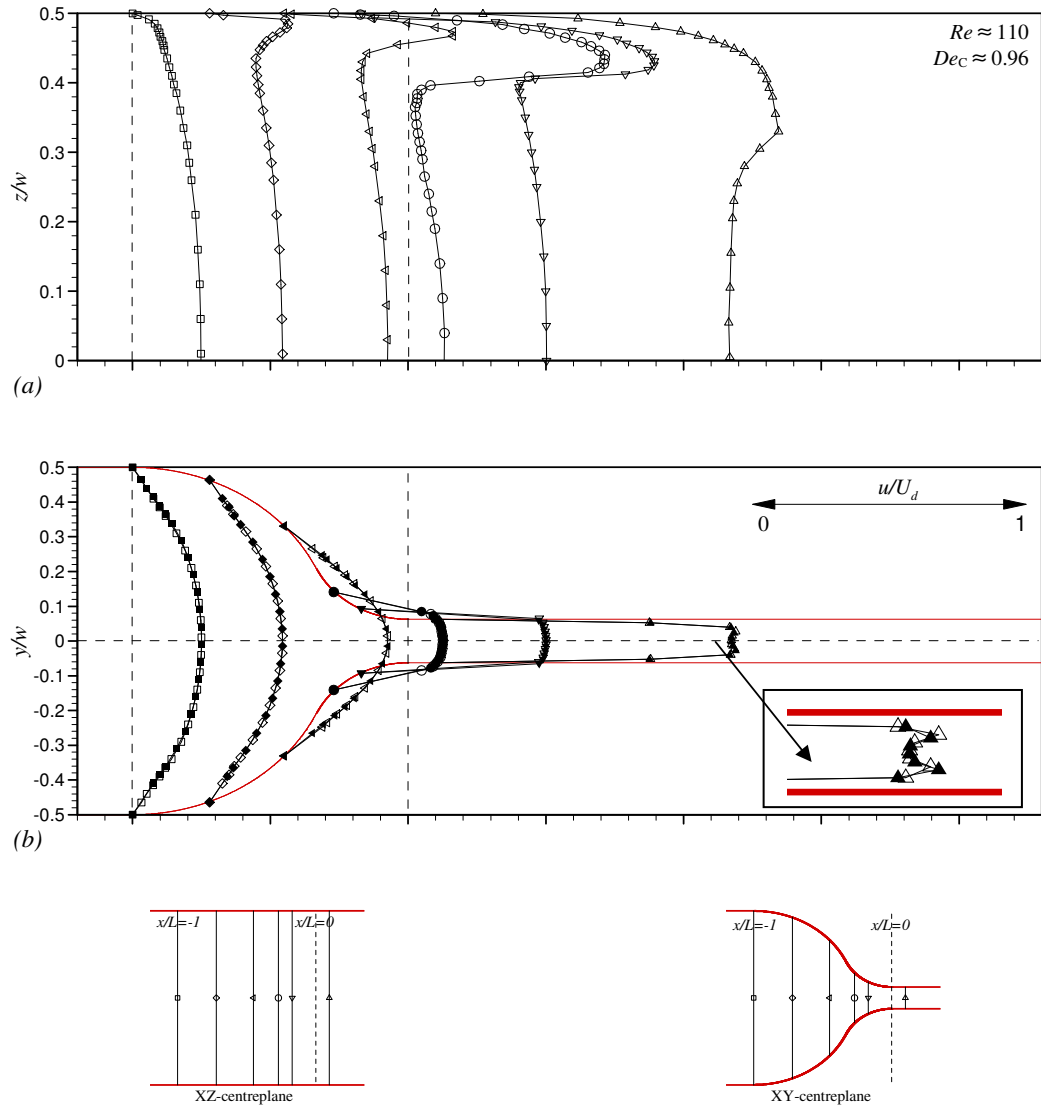 0.5
0.4
0.3
0.2
0.1
0
z/w
Re ≈ 110
De_C ≈ 0.96
(a)
0.5
0.4
0.3
0.2
0.1
0
-0.1
-0.2
-0.3
-0.4
-0.5
y/w
u/U_d
0 1
(b)
x/L=-1 x/L=0
XZ-centreplane
x/L=-1 x/L=0
XY-centreplane